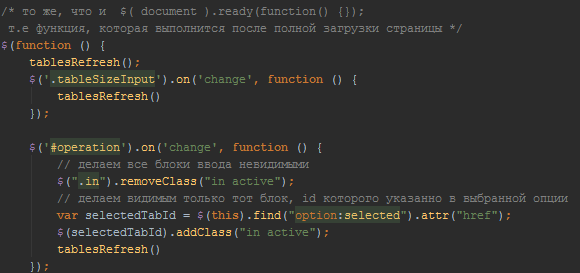 /* то же, что и  $( document ).ready(function() {});
 т.е функция, которая выполнится после полной загрузки страницы */
$(function () {
    tablesRefresh();
    $('.tableSizeInput').on('change', function () {
        tablesRefresh()
    });

    $('#operation').on('change', function () {
        // делаем все блоки ввода невидимыми
        $(".in").removeClass("in active");
        // делаем видимым только тот блок, id которого указанно в выбранной опции
        var selectedTabId = $(this).find("option:selected").attr("href");
        $(selectedTabId).addClass("in active");
        tablesRefresh()
    });